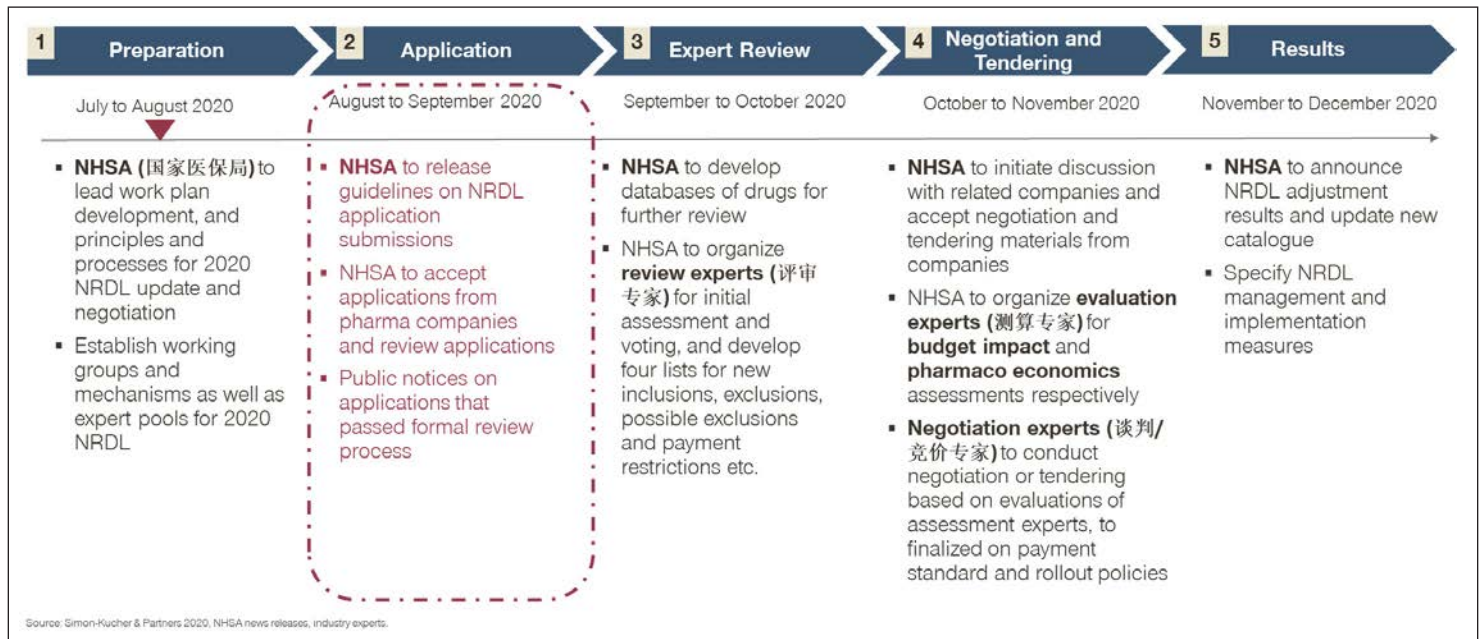 1 Preparation
2 Application
3 Expert Review
4 Negotiation and
Tendering
5 Results
July to August 2020
August to September 2020
September to October 2020
October to November 2020
November to December 2020
▪ NHSA (国家医保局) to
lead work plan
development, and
principles and
processes for 2020
NRDL update and
negotiation
▪ Establish working
groups and
mechanisms as well as
expert pools for 2020
NRDL
▪ NHSA to release
guidelines on NRDL
application
submissions
▪ NHSA to accept
applications from
pharma companies
and review applications
▪ Public notices on
applications that
passed formal review
process
▪ NHSA to develop
databases of drugs for
further review
▪ NHSA to organize
review experts (评审
专家) for initial
assessment and
voting, and develop
four lists for new
inclusions, exclusions,
possible exclusions
and payment
restrictions etc.
▪ NHSA to initiate discussion
with related companies and
accept negotiation and
tendering materials from
companies
▪ NHSA to organize evaluation
experts (测算专家) for
budget impact and
pharmaco economics
assessments respectively
▪ Negotiation experts (谈判/
竞价专家) to conduct
negotiation or tendering
based on evaluations of
assessment experts, to
finalized on payment
standard and rollout policies
▪ NHSA to announce
NRDL adjustment
results and update new
catalogue
▪ Specify NRDL
management and
implementation
measures
Source: Simon-Kucher & Partners 2020, NHSA news releases, industry experts.